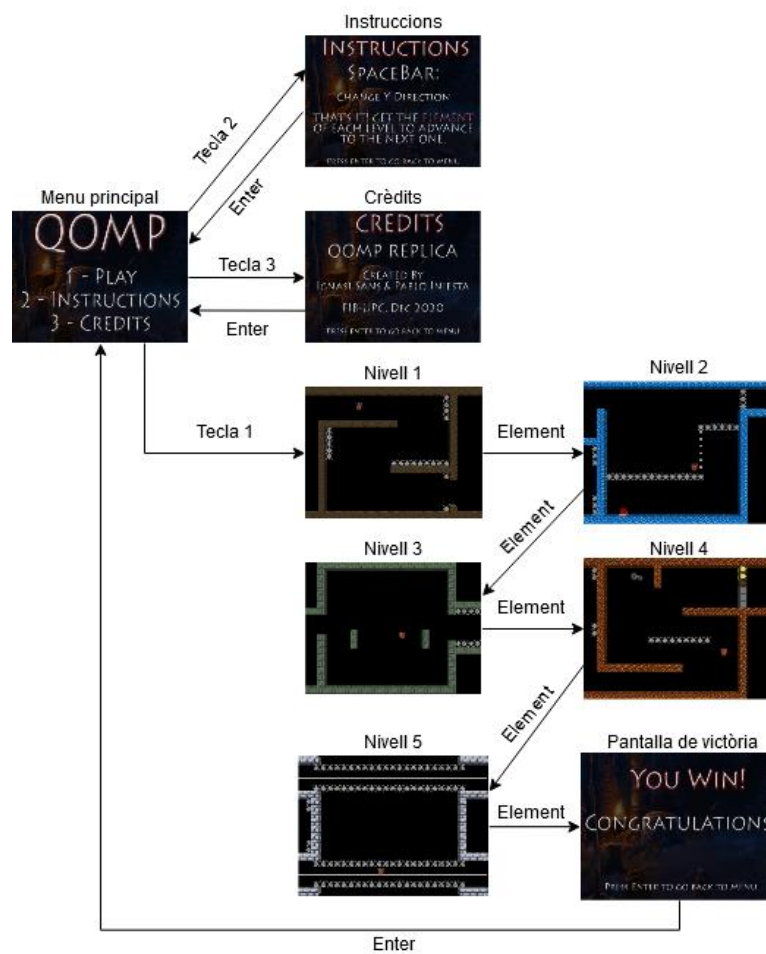 Instruccions
INSTRUCTIONS
SPACEBAR:
CHANGE Y DIRECTION
THAT'S IT! GET THE ELEMENT
OF EACH LEVEL TO ADVANCE
TO THE NEXT ONE.
PRESS ENTER TO GO BACK TO MENU
Tecla 2
Enter
Menu principal
QOMP
1 - PLAY
2 - INSTRUCTIONS
3 - CREDITS
Tecla 3
Enter
Crèdits
CREDITS
QOMP REPLICA
CREATED BY
IGNASI SANS & PABLO INIESTA
FIB-UPC, DEC 2020
PRESS ENTER TO GO BACK TO MENU
Tecla 1
Nivell 1
Element
Nivell 2
Element
Nivell 3
Element
Nivell 4
Element
Nivell 5
Element
Pantalla de victòria
YOU WIN!
CONGRATULATIONS
PRESS ENTER TO GO BACK TO MENU
Enter